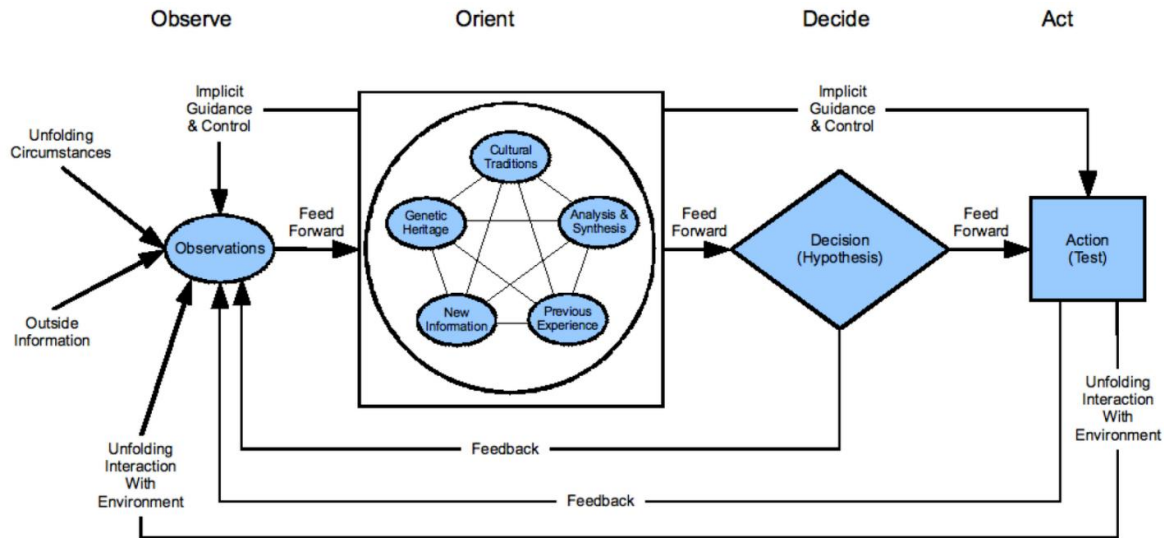 Observe
Orient
Decide
Act
Implicit
Guidance
& Control
Implicit
Guidance
& Control
Unfolding
Circumstances
Cultural
Traditions
Genetic
Heritage
Analysis &
Synthesis
Feed
Forward
Feed
Forward
Feed
Forward
Observations
Decision
(Hypothesis)
Action
(Test)
New
Information
Previous
Experience
Outside
Information
Unfolding
Interaction
With
Environment
Unfolding
Interaction
With
Environment
Feedback
Feedback